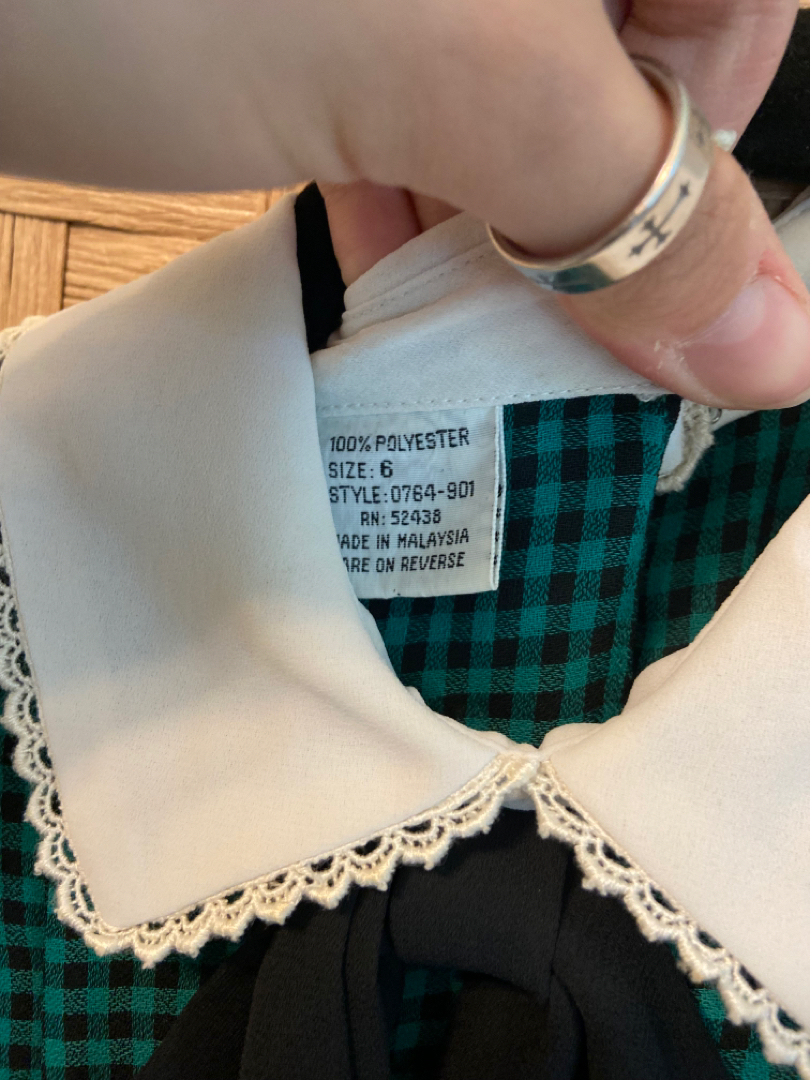 100% POLYESTER
SIZE: 6
STYLE:0764-901
RN: 52438
ADE IN MALAYSIA
ARE ON REVERSE